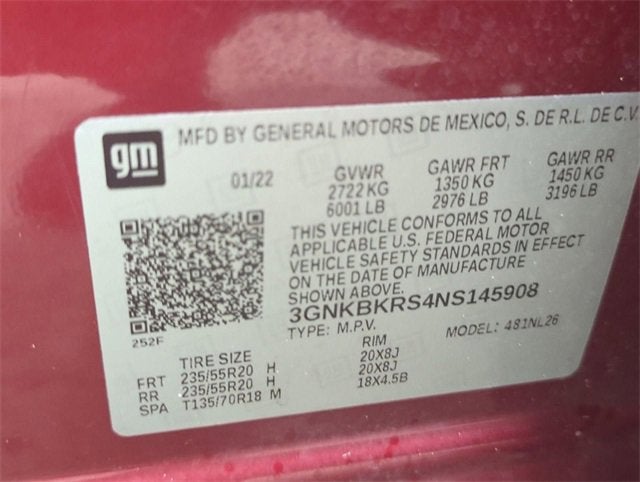 gm
MFD BY GENERAL MOTORS DE MEXICO, S. DE R.L. DE C.V.
01/22
GVWR
2722 KG
6001 LB
GAWR FRT
1350 KG
2976 LB
GAWR RR
1450 KG
3196 LB
THIS VEHICLE CONFORMS TO ALL
APPLICABLE U.S. FEDERAL MOTOR
VEHICLE SAFETY STANDARDS IN EFFECT
ON THE DATE OF MANUFACTURE
SHOWN ABOVE.
3GNKBKRS4NS145908
TYPE: M.P.V. MODEL: 481NL26
252F
TIRE SIZE RIM
FRT 235/55R20 H 20X8J
RR 235/55R20 H 20X8J
SPA T135/70R18 M 18X4.5B